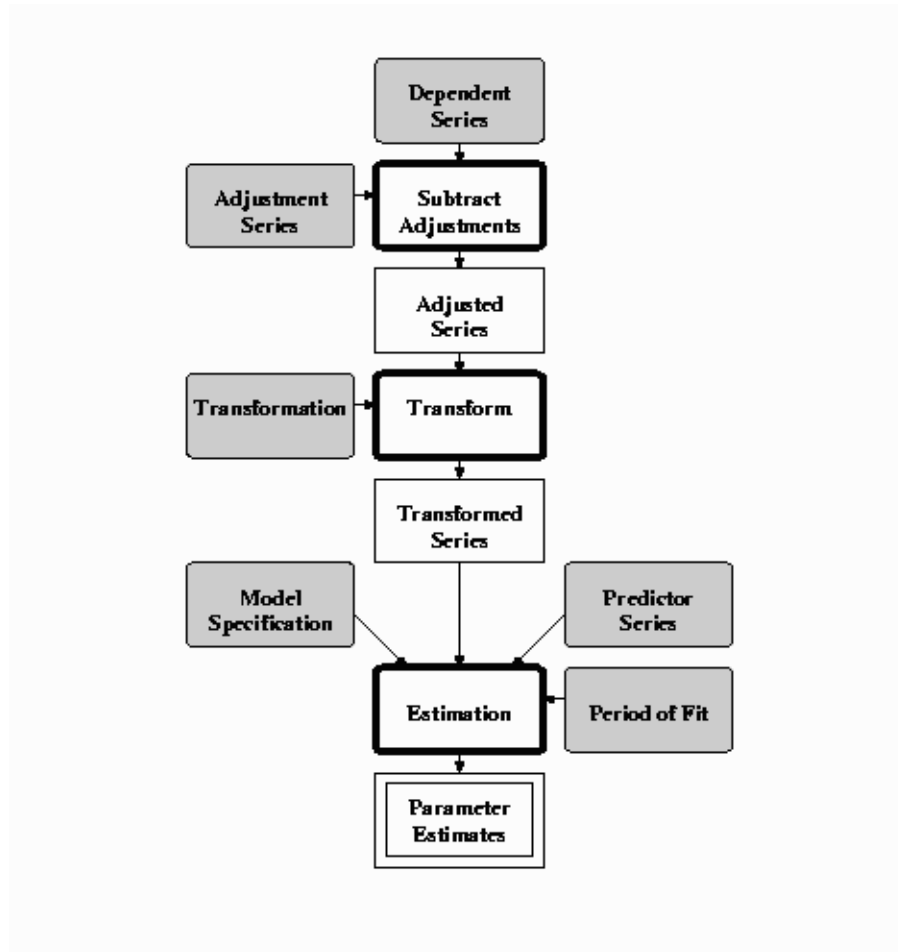 Dependent
Series
Adjustment
Series
Subtract
Adjustments
Adjusted
Series
Transformation
Transform
Transformed
Series
Model
Specification
Predictor
Series
Estimation
Period of Fit
Parameter
Estimates